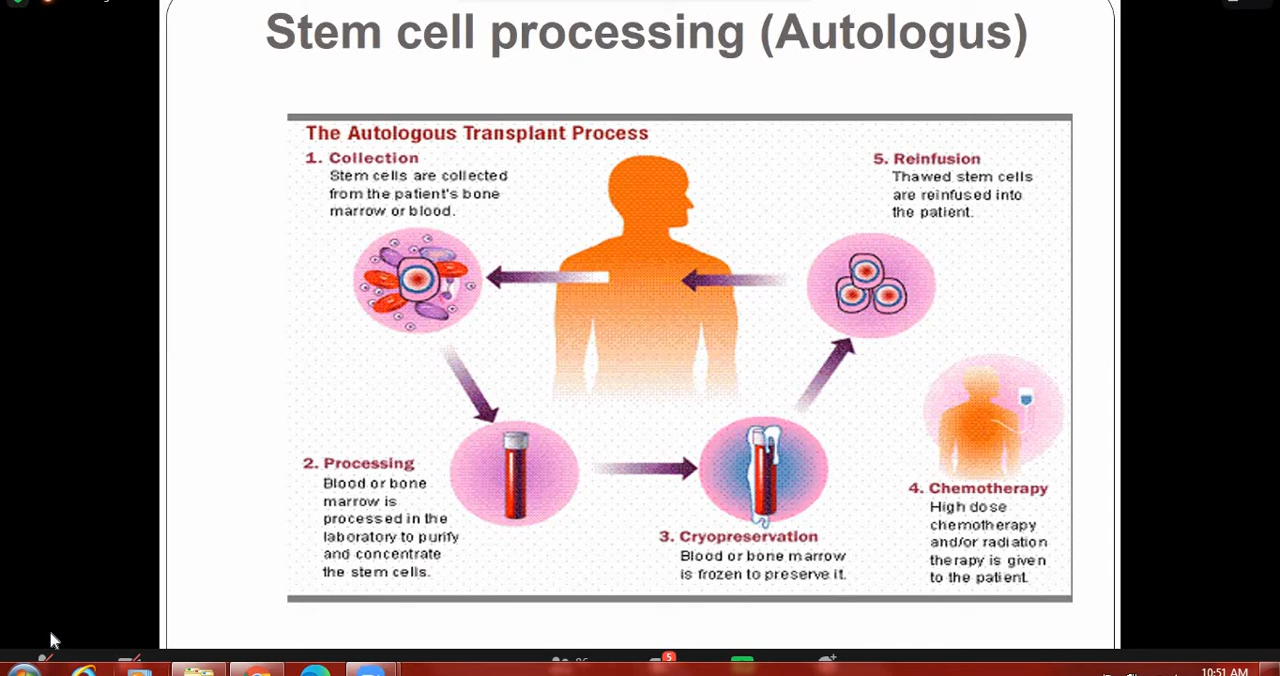 Stem cell processing (Autologus)
The Autologous Transplant Process
1. Collection
Stem cells are collected
from the patient's bone
marrow or blood.
5. Reinfusion
Thawed stem cells
are reinfused into
the patient.
2. Processing
Blood or bone
marrow is
processed in the
laboratory to purify
and concentrate
the stem cells.
3. Cryopreservation
Blood or bone marrow
is frozen to preserve it.
4. Chemotherapy
High dose
chemotherapy
and/or radiation
therapy is given
to the patient.
5
10:51 AM